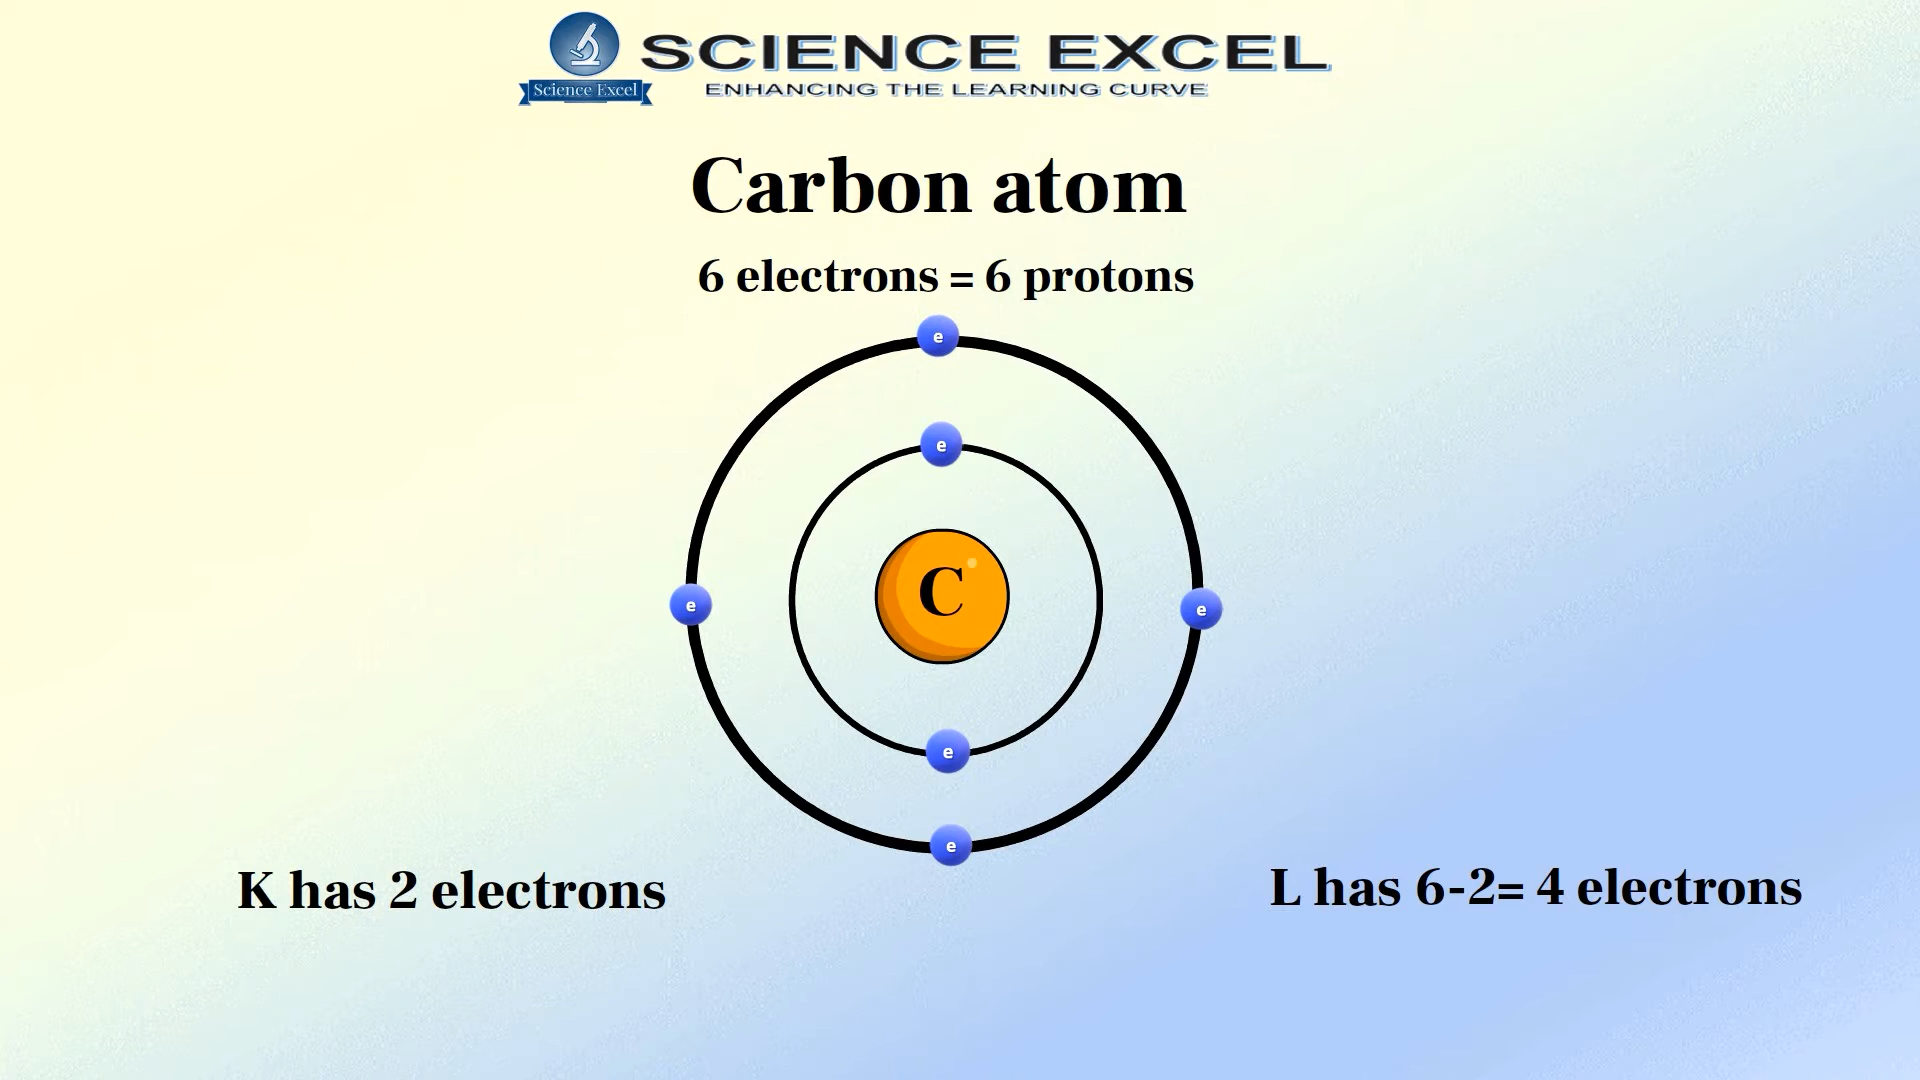 SCIENCE EXCEL
Science Excel
ENHANCING THE LEARNING CURVE
Carbon atom
6 electrons = 6 protons
e
e
C
e
e
e
e
K has 2 electrons
L has 6-2= 4 electrons